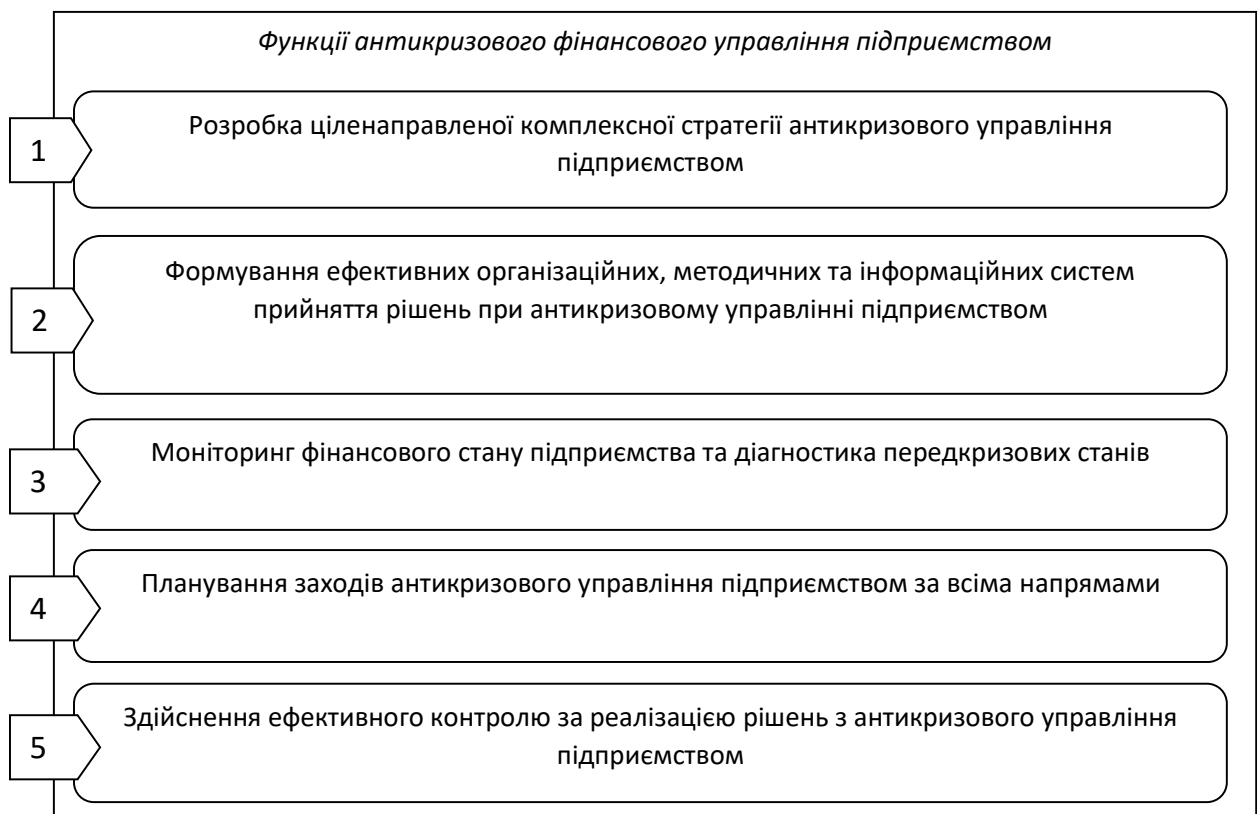 Функції антикризового фінансового управління підприємством
1
Розробка ціленаправленої комплексної стратегії антикризового управління
підприємством
2
Формування ефективних організаційних, методичних та інформаційних систем
прийняття рішень при антикризовому управлінні підприємством
3
Моніторинг фінансового стану підприємства та діагностика передкризових станів
4
Планування заходів антикризового управління підприємством за всіма напрямами
5
Здійснення ефективного контролю за реалізацією рішень з антикризового управління
підприємством